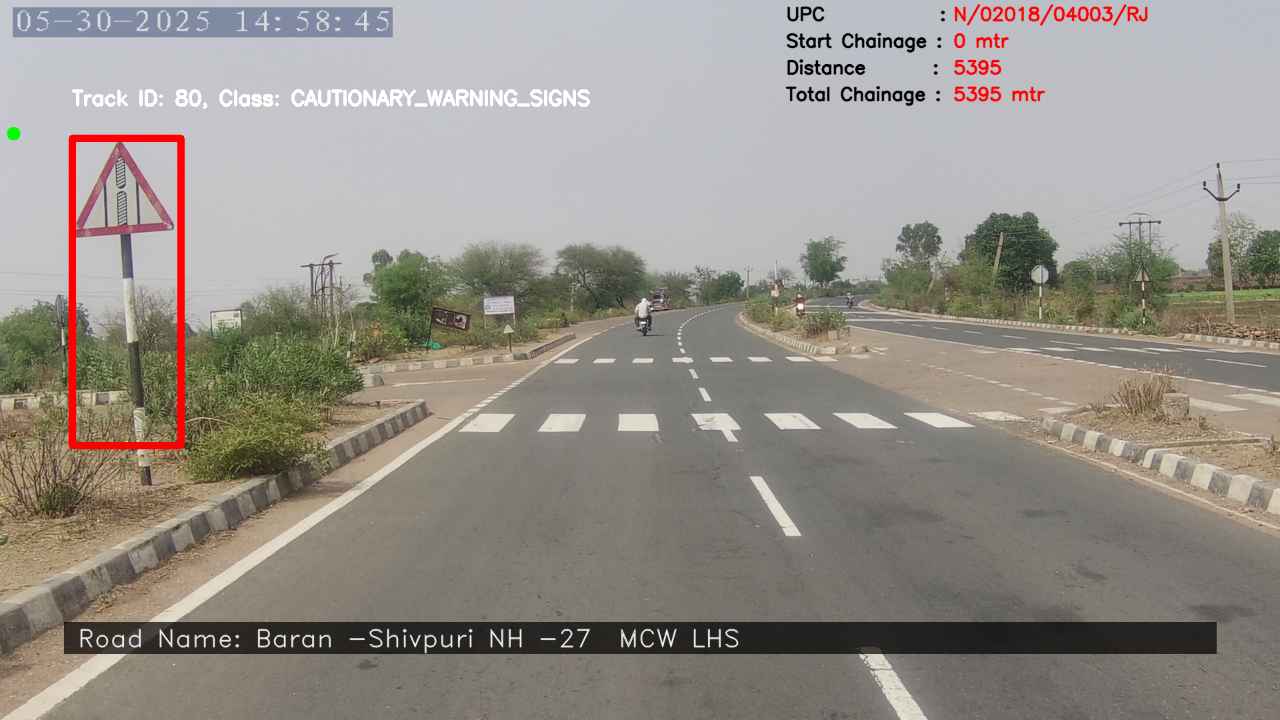 05-30-2025 14:58:45
UPC : N/02018/04003/RJ
Start Chainage : 0 mtr
Distance : 5395
Total Chainage : 5395 mtr
Track ID: 80, Class: CAUTIONARY_WARNING_SIGNS
Road Name: Baran -Shivpuri NH -27 MCW LHS